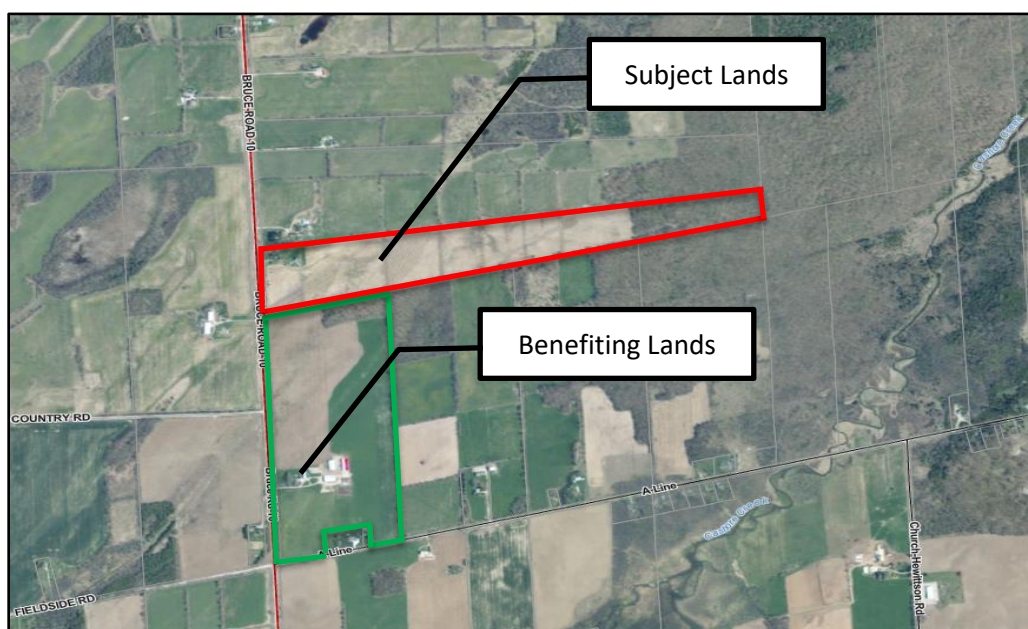 BRUCE ROAD 10
Subject Lands
BRUCE ROAD 10
Benefiting Lands
COUNTRY RD
A-Line
A-Line
FIELDSIDE RD
Church-Hewittson Rd